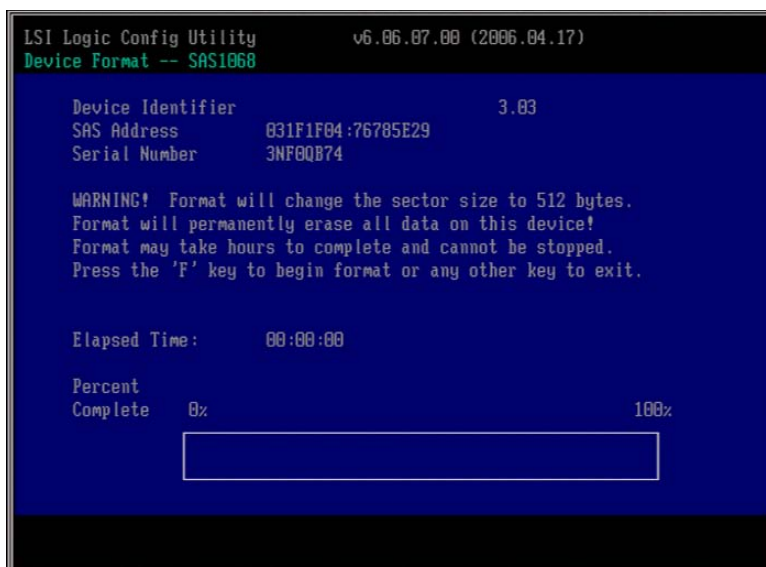 LSI Logic Config Utility v6.06.07.00 (2006.04.17)
Device Format -- SAS1068
Device Identifier 3.03
SAS Address 031F1F04:76785E29
Serial Number 3NF0QB74
WARNING! Format will change the sector size to 512 bytes.
Format will permanently erase all data on this device!
Format may take hours to complete and cannot be stopped.
Press the 'F' key to begin format or any other key to exit.
Elapsed Time: 00:00:00
Percent
Complete 0% 100%